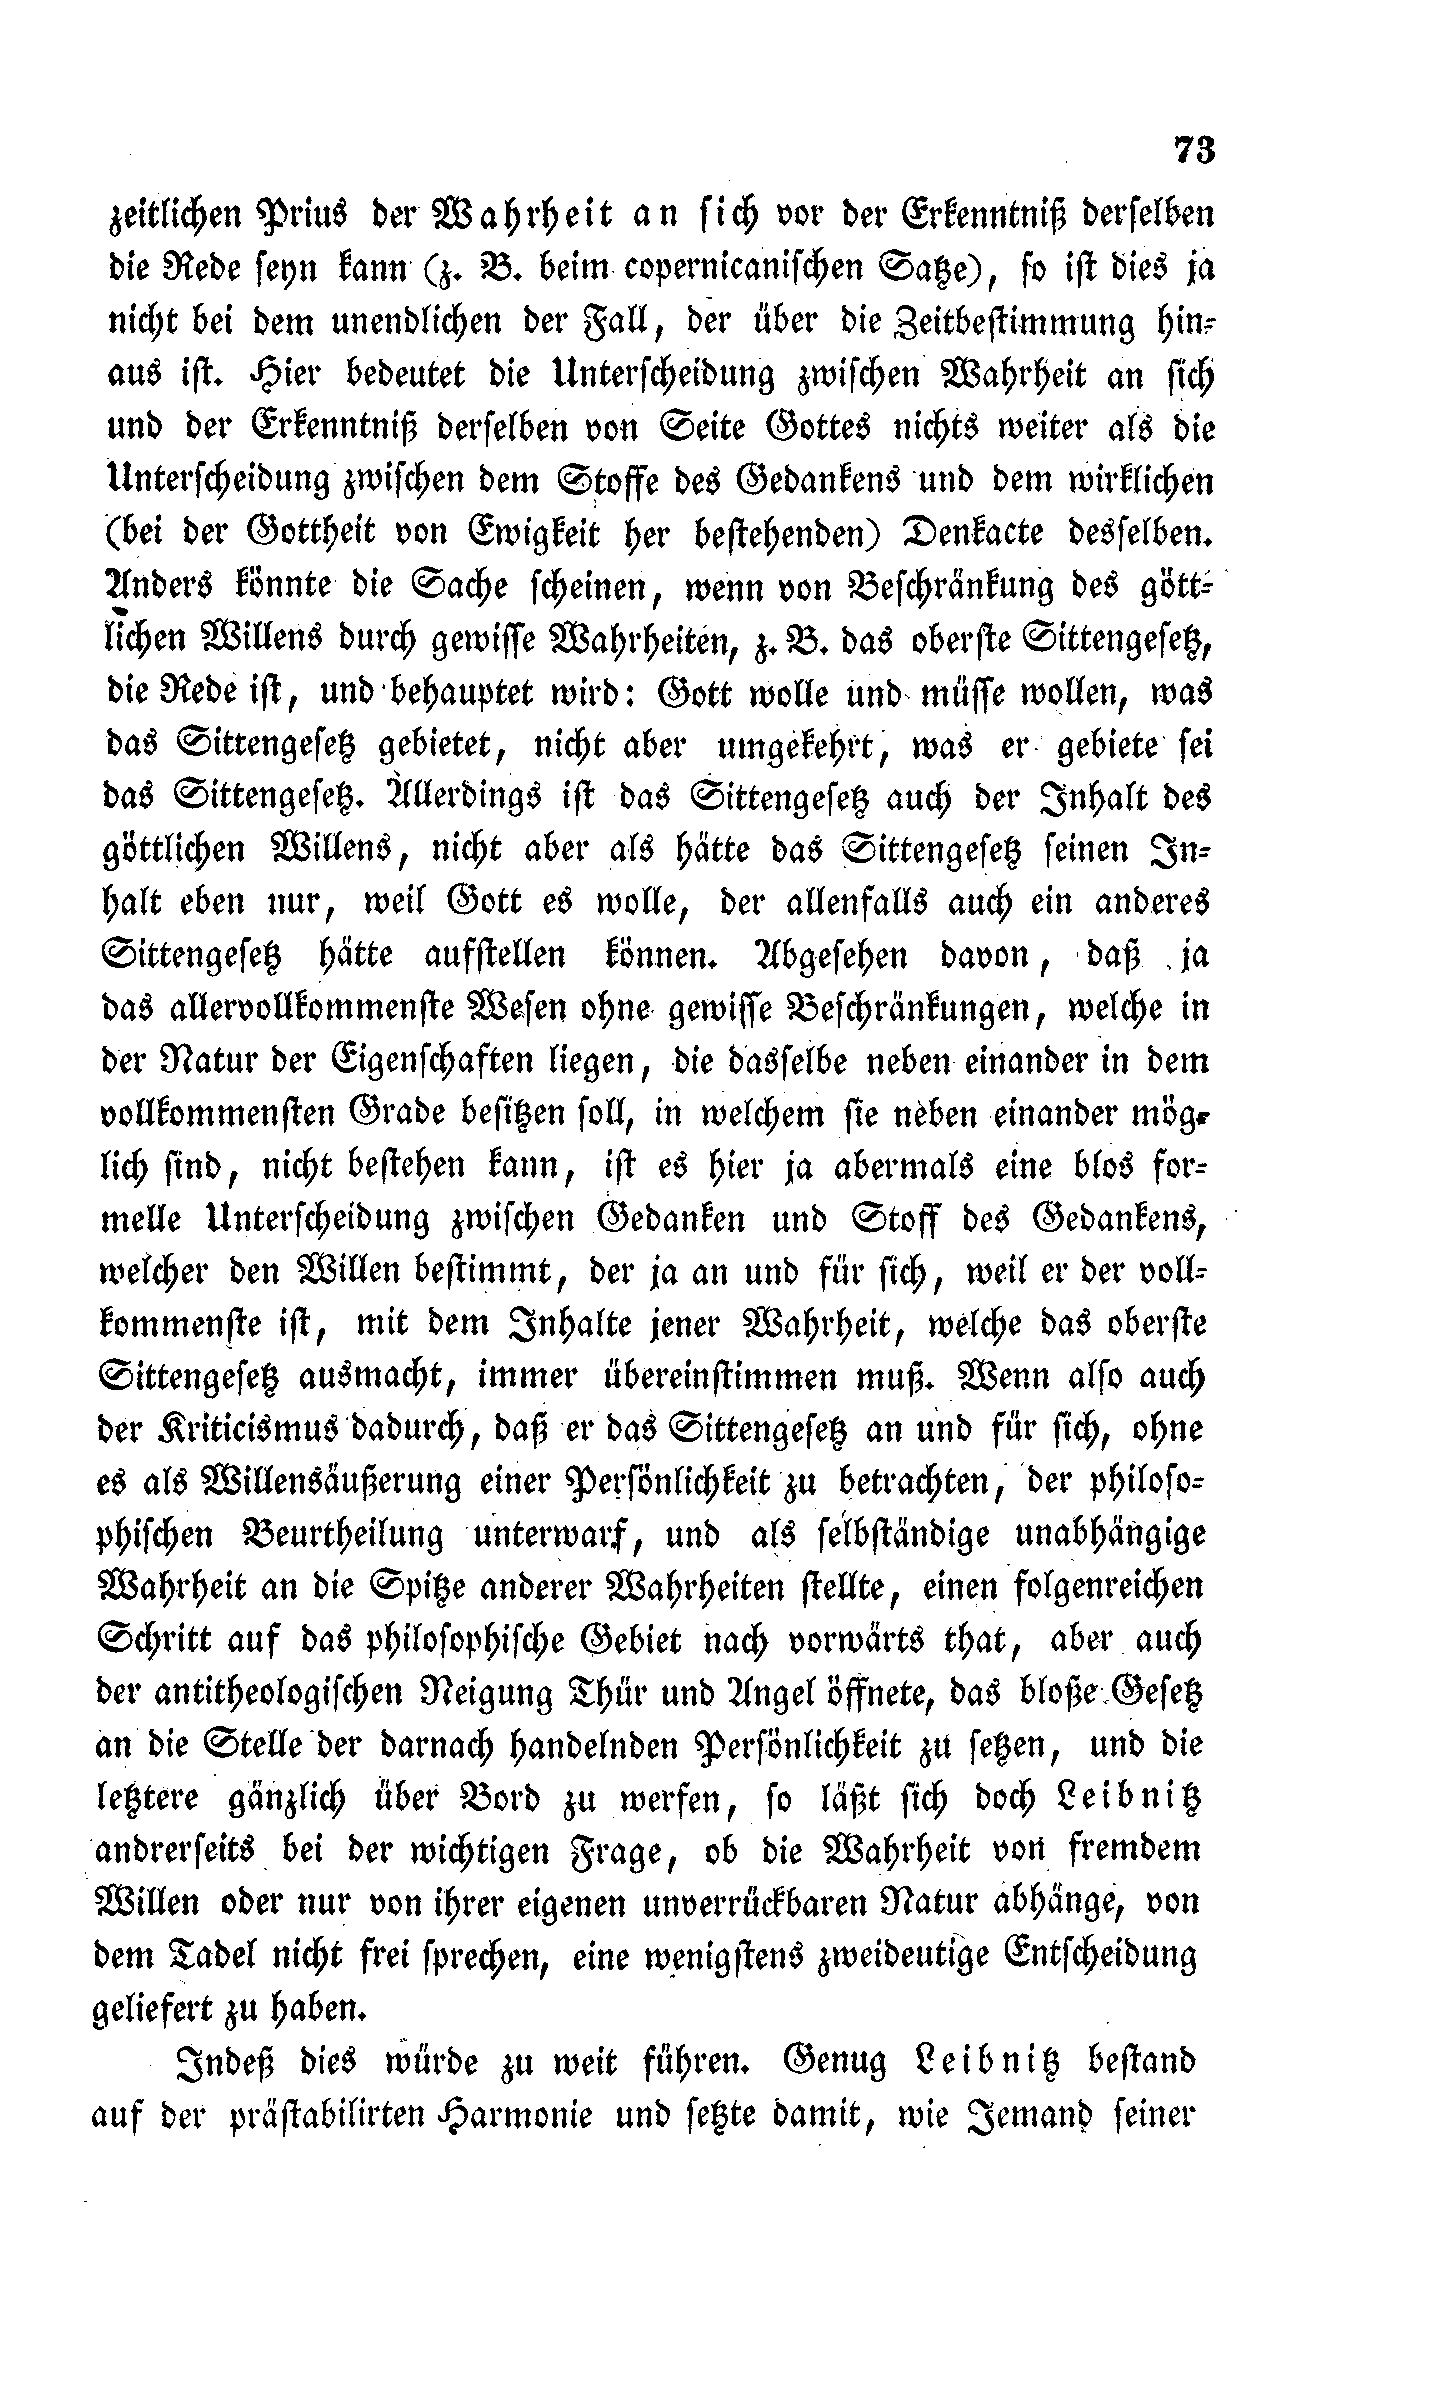 73
zeitlichen Prius der Wahrheit an sich vor der Erkenntniß derselben
die Rede seyn kann (z. B. beim copernicanischen Satze), so ist dies ja
nicht bei dem unendlichen der Fall, der über die Zeitbestimmung hin-
aus ist. Hier bedeutet die Unterscheidung zwischen Wahrheit an sich
und der Erkenntniß derselben von Seite Gottes nichts weiter als die
Unterscheidung zwischen dem Stoffe des Gedankens und dem wirklichen
(bei der Gottheit von Ewigkeit her bestehenden) Denkacte desselben.
Anders könnte die Sache scheinen, wenn von Beschränkung des gött-
lichen Willens durch gewisse Wahrheiten, z. B. das oberste Sittengesetz,
die Rede ist, und behauptet wird: Gott wolle und müsse wollen, was
das Sittengesetz gebietet, nicht aber umgekehrt, was er gebiete sei
das Sittengesetz. Allerdings ist das Sittengesetz auch der Inhalt des
göttlichen Willens, nicht aber als hätte das Sittengesetz seinen In-
halt eben nur, weil Gott es wolle, der allenfalls auch ein anderes
Sittengesetz hätte aufstellen können. Abgesehen davon, daß ja
das allervollkommenste Wesen ohne gewisse Beschränkungen, welche in
der Natur der Eigenschaften liegen, die dasselbe neben einander in dem
vollkommensten Grade besitzen soll, in welchem sie neben einander mög-
lich sind, nicht bestehen kann, ist es hier ja abermals eine blos for-
melle Unterscheidung zwischen Gedanken und Stoff des Gedankens,
welcher den Willen bestimmt, der ja an und für sich, weil er der voll-
kommenste ist, mit dem Inhalte jener Wahrheit, welche das oberste
Sittengesetz ausmacht, immer übereinstimmen muß. Wenn also auch
der Kriticismus dadurch, daß er das Sittengesetz an und für sich, ohne
es als Willensäußerung einer Persönlichkeit zu betrachten, der philoso-
phischen Beurtheilung unterwarf, und als selbständige unabhängige
Wahrheit an die Spitze anderer Wahrheiten stellte, einen folgenreichen
Schritt auf das philosophische Gebiet nach vorwärts that, aber auch
der antitheologischen Neigung Thür und Angel öffnete, das bloße Gesetz
an die Stelle der darnach handelnden Persönlichkeit zu setzen, und die
letztere gänzlich über Bord zu werfen, so läßt sich doch Leibnitz
andrerseits bei der wichtigen Frage, ob die Wahrheit von fremdem
Willen oder nur von ihrer eigenen unverrückbaren Natur abhänge, von
dem Tadel nicht frei sprechen, eine wenigstens zweideutige Entscheidung
geliefert zu haben.
Indeß dies würde zu weit führen. Genug Leibnitz bestand
auf der prästabilirten Harmonie und setzte damit, wie Jemand seiner